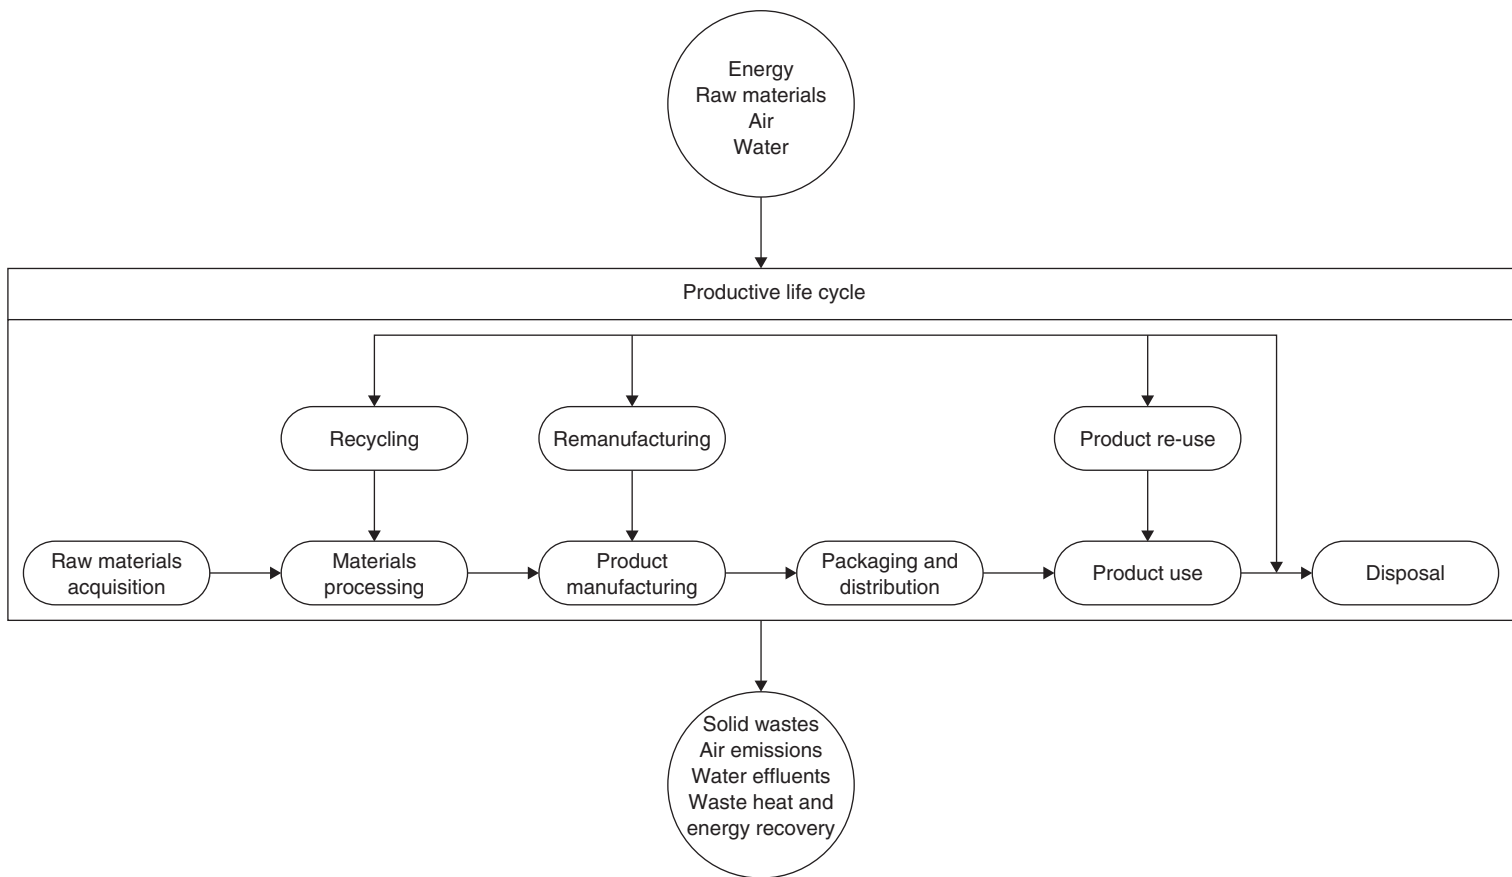 Energy
Raw materials
Air
Water
Productive life cycle
Recycling
Remanufacturing
Product re-use
Raw materials
acquisition
Materials
processing
Product
manufacturing
Packaging and
distribution
Product use
Disposal
Solid wastes
Air emissions
Water effluents
Waste heat and
energy recovery